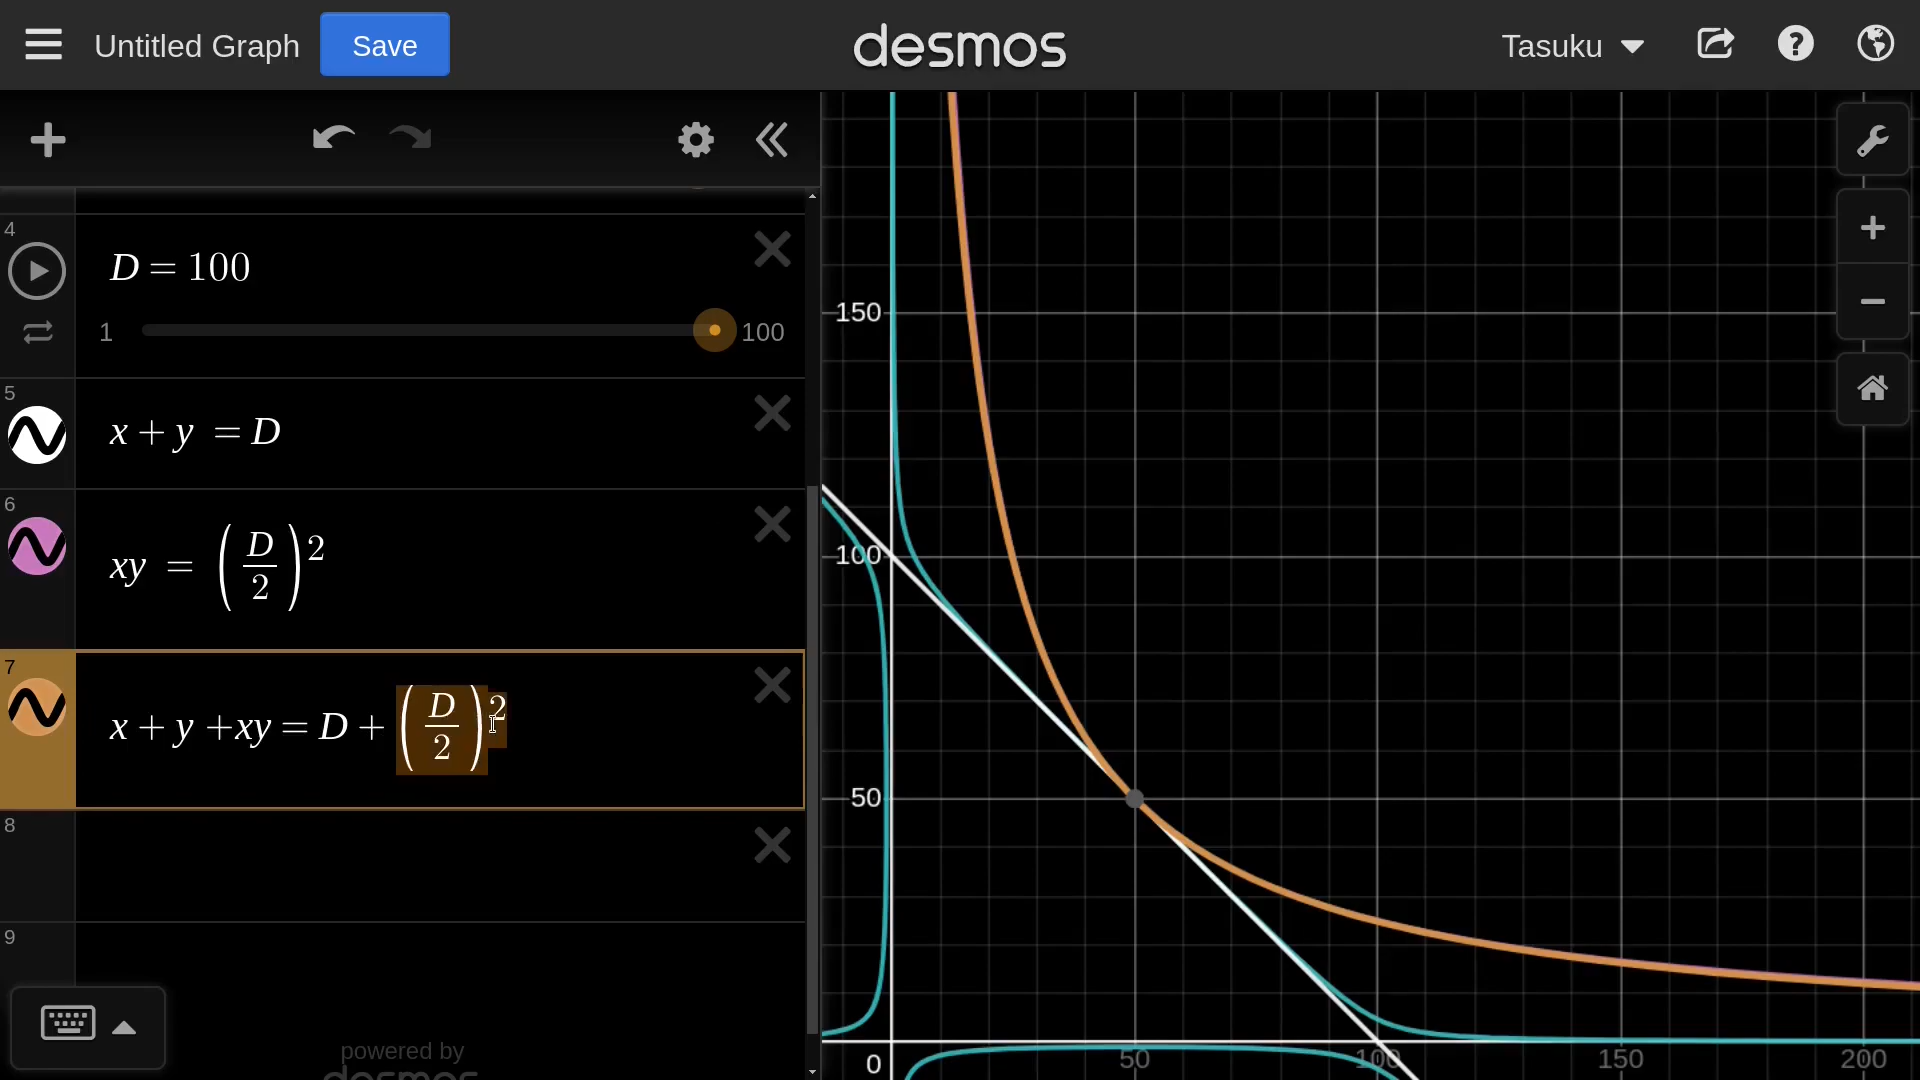 Untitled Graph
Save
desmos
Tasuku
4
D = 100
1
100
5
x + y = D
6
xy = (D/2)^2
7
x + y + xy = D + (D/2)^2
8
9
powered by
desmos
150
100
50
0
50
100
150
200